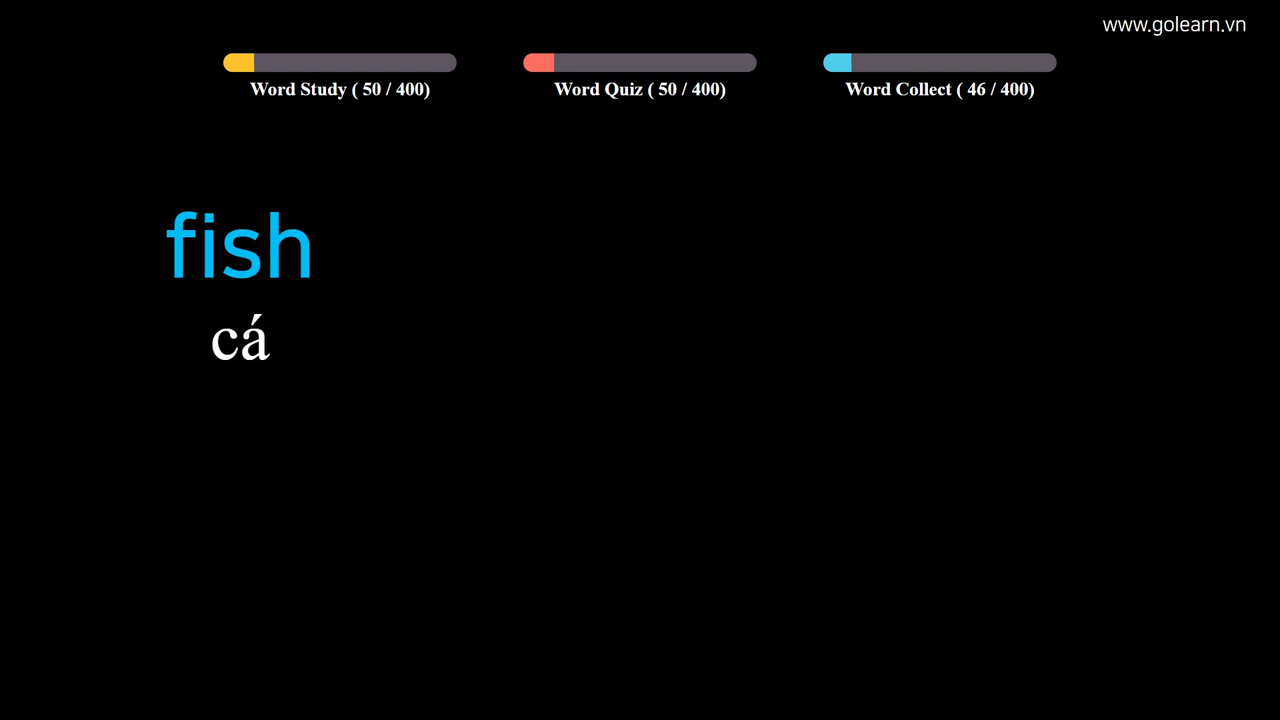 www.golearn.vn
Word Study ( 50 / 400)
Word Quiz ( 50 / 400)
Word Collect ( 46 / 400)
fish
cá